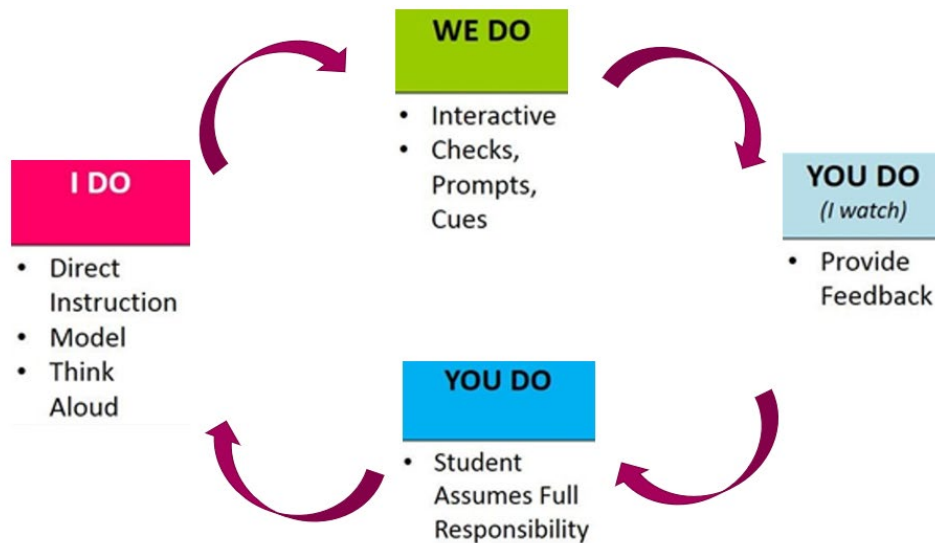 I DO
• Direct
Instruction
• Model
• Think
Aloud
WE DO
• Interactive
• Checks,
Prompts,
Cues
YOU DO
(I watch)
• Provide
Feedback
YOU DO
• Student
Assumes Full
Responsibility